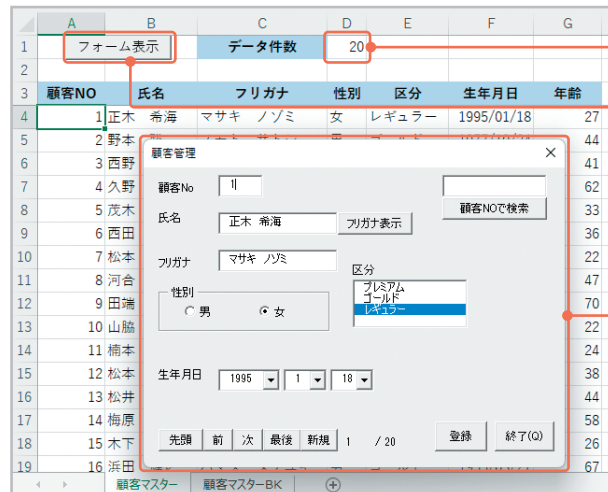 A B C D E F G
1 フォーム表示 データ件数 20
2
3 顧客NO 氏名 フリガナ 性別 区分 生年月日 年齢
4 1 正木 希海 マサキ ノゾミ 女 レギュラー 1995/01/18 27
5 2 野本 44
6 3 西野 41
7 4 久野 62
8 5 茂木 33
9 6 西田 36
10 7 松本 22
11 8 河合 47
12 9 田端 70
13 10 山脇 22
14 11 楠本 24
15 12 松本 38
16 13 松井 44
17 14 梅原 58
18 15 木下 26
19 16 浜田 67
顧客管理
顧客No 1
顧客NOで検索
氏名 正木 希海 フリガナ表示
フリガナ マサキ ノゾミ
区分
プレミアム
ゴールド
レギュラー
性別
男 女
生年月日 1995 1 18
先頭 前 次 最後 新規 1 / 20 登録 終了(Q)
顧客マスター 顧客マスターBK